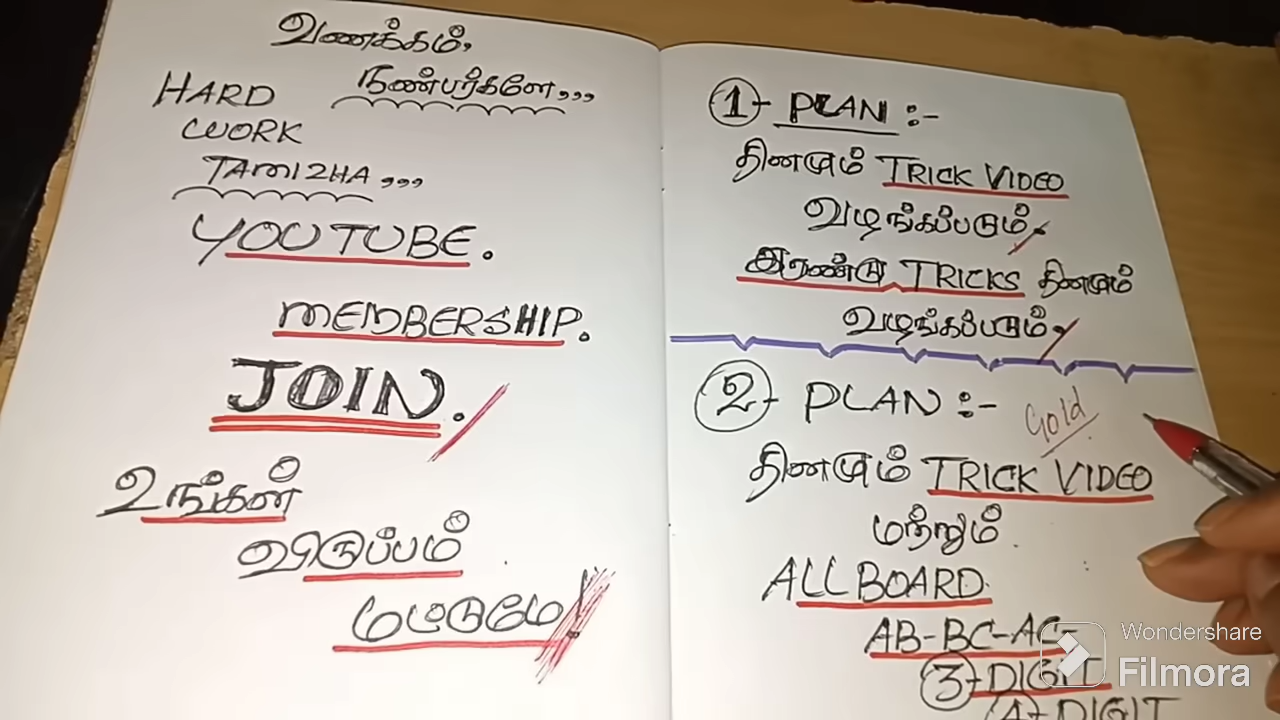 வணக்கம்,
நண்பர்களே,,,
HARD
WORK
TAMIZHA,,,
YOUTUBE.
MEMBERSHIP.
JOIN.
உங்கள்
விருப்பம்
மட்டுமே!
1- PLAN :-
தினமும் TRICK VIDEO
வழங்கப்படும்.
இரண்டு TRICKS தினமும்
வழங்கப்படும்.
2- PLAN :- Gold
தினமும் TRICK VIDEO
மற்றும்
ALL BOARD.
AB-BC-AC-
3-DIGIT
4-DIGIT
Wondershare
Filmora